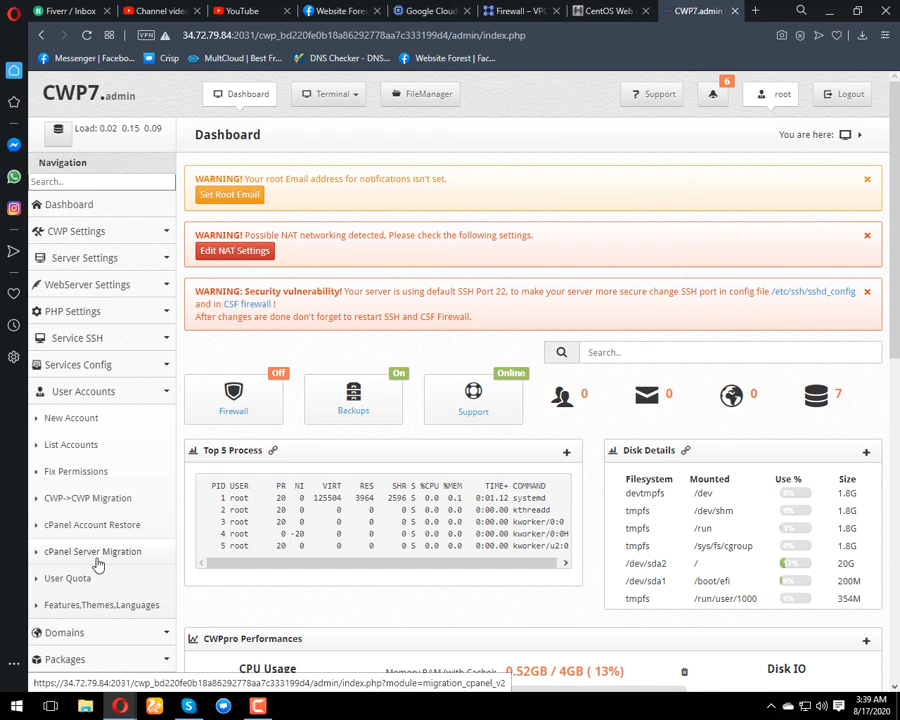 Fiverr / Inbox
Channel video
YouTube
Website Fores
Google Cloud
Firewall – VPC
CentOS Web
CWP7.admin
VPN
34.72.79.84:2031/cwp_bd220fe0b18a86292777c333199d4/admin/index.php
Messenger | Faceboo...
Crisp
MultCloud | Best Fr...
DNS Checker - DNS...
Website Forest | Fac...
CWP7.admin
Dashboard
Terminal
FileManager
? Support
6
root
Logout
Load: 0.02 0.15 0.09
Dashboard
You are here:
Navigation
Search..
Dashboard
CWP Settings
Server Settings
WebServer Settings
PHP Settings
Service SSH
Services Config
User Accounts
New Account
List Accounts
Fix Permissions
CWP->CWP Migration
cPanel Account Restore
cPanel Server Migration
User Quota
Features,Themes,Languages
Domains
Packages
WARNING! Your root Email address for notifications isn't set.
Set Root Email
WARNING! Possible NAT networking detected, Please check the following settings.
Edit NAT Settings
WARNING: Security vulnerability! Your server is using default SSH Port 22, to make your server more secure change SSH port in config file /etc/ssh/sshd_config
and in CSF firewall !
After changes are done don't forget to restart SSH and CSF Firewall.
Search..
Off
Firewall
On
Backups
Online
Support
0
0
0
7
Top 5 Process
PID USER PR NI VIRT RES SHR S %CPU %MEM TIME+ COMMAND
1 root 20 0 125504 3964 2596 S 0.0 0.1 0:01.12 systemd
2 root 20 0 0 0 0 S 0.0 0.0 0:00.00 kthreadd
3 root 20 0 0 0 0 S 0.0 0.0 0:00.00 kworker/0:0
4 root 0 -20 0 0 0 S 0.0 0.0 0:00.00 kworker/0:0H
5 root 20 0 0 0 0 S 0.0 0.0 0:00.00 kworker/u2:0
Disk Details
Filesystem Mounted Use % Size
devtmpfs /dev 0% 1.8G
tmpfs /dev/shm 0% 1.8G
tmpfs /run 1% 1.8G
tmpfs /sys/fs/cgroup 0% 1.8G
/dev/sda2 / 20G
/dev/sda1 /boot/efi 200M
tmpfs /run/user/1000 0% 354M
CWPpro Performances
CPU Usage
Memory RAM (with Cache):
0.52GB / 4GB ( 13%)
Disk IO
https://34.72.79.84:2031/cwp_bd220fe0b18a86292777c333199d4/admin/index.php?module=migration_cpanel_v2
3:39 AM
8/17/2020